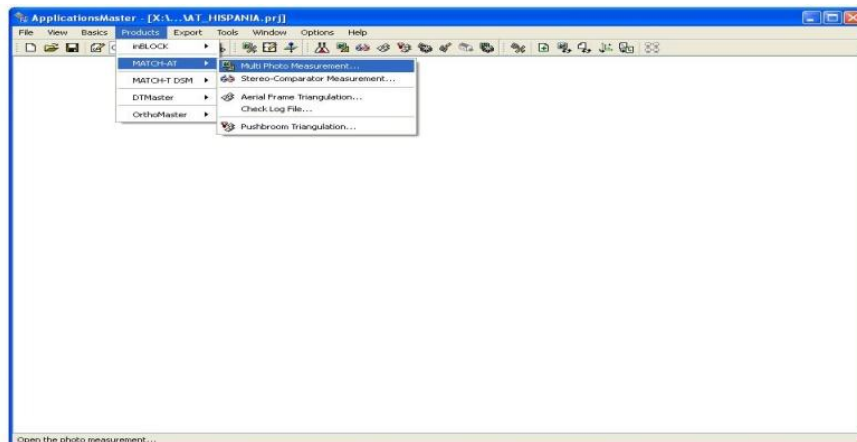 ApplicationsMaster - [X:\...\AT_HISPANIA.prj]
File View Basics Products Export Tools Window Options Help
inBLOCK
MATCH-AT
MATCH-T DSM
DTMaster
OrthoMaster
Multi Photo Measurement...
Stereo-Comparator Measurement...
Aerial Frame Triangulation...
Check Log File...
Pushbroom Triangulation...
Open the photo measurement...